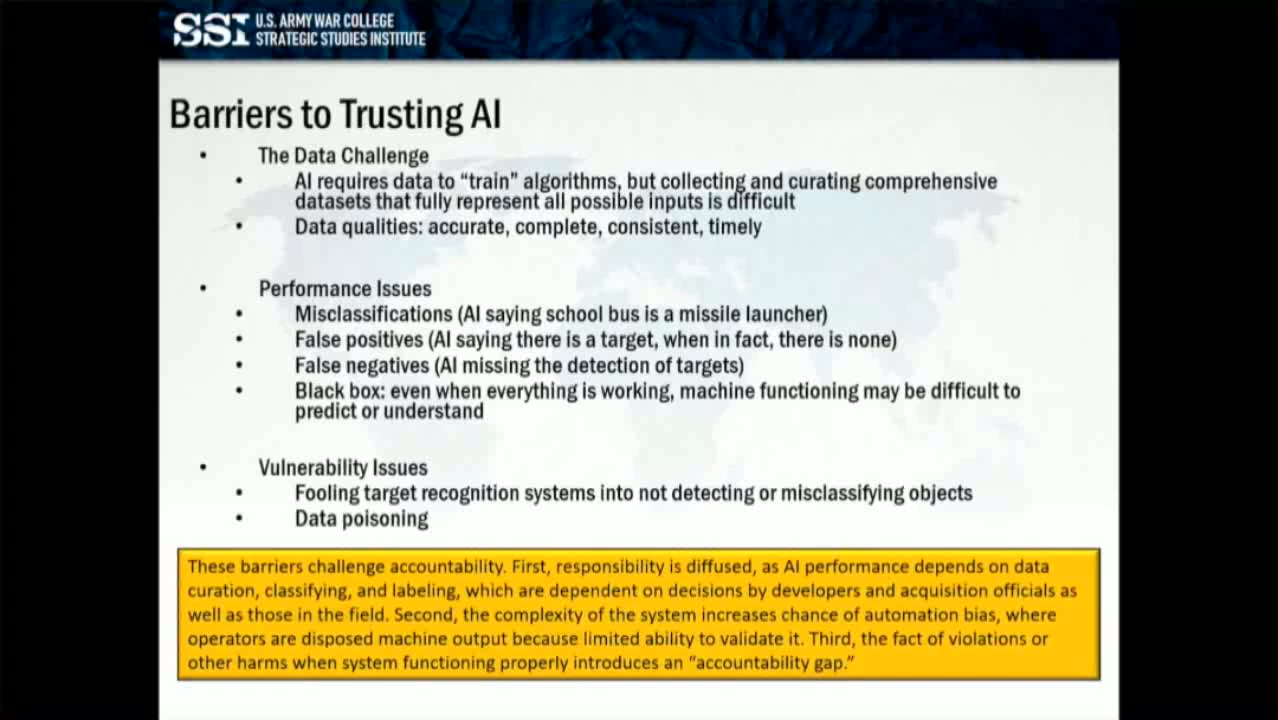 SSI
U.S. ARMY WAR COLLEGE
STRATEGIC STUDIES INSTITUTE
Barriers to Trusting AI
• The Data Challenge
• AI requires data to “train” algorithms, but collecting and curating comprehensive
datasets that fully represent all possible inputs is difficult
• Data qualities: accurate, complete, consistent, timely
• Performance Issues
• Misclassifications (AI saying school bus is a missile launcher)
• False positives (AI saying there is a target, when in fact, there is none)
• False negatives (AI missing the detection of targets)
• Black box: even when everything is working, machine functioning may be difficult to
predict or understand
• Vulnerability Issues
• Fooling target recognition systems into not detecting or misclassifying objects
• Data poisoning
These barriers challenge accountability. First, responsibility is diffused, as AI performance depends on data
curation, classifying, and labeling, which are dependent on decisions by developers and acquisition officials as
well as those in the field. Second, the complexity of the system increases chance of automation bias, where
operators are disposed machine output because limited ability to validate it. Third, the fact of violations or
other harms when system functioning properly introduces an “accountability gap.”